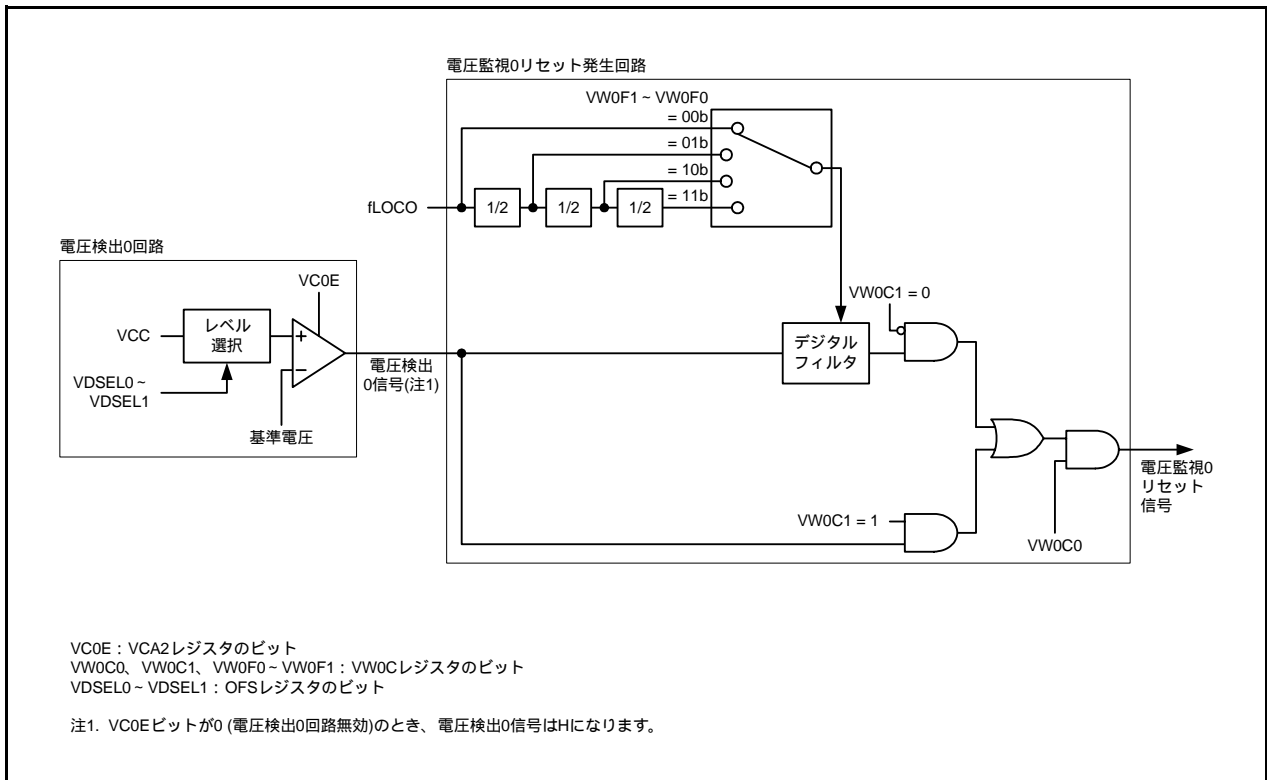 電圧監視0リセット発生回路
VW0F1 ~ VW0F0
= 00b
= 01b
= 10b
= 11b
fLOCO
1/2
1/2
1/2
電圧検出0回路
VC0E
VCC
レベル
選択
+
−
VDSEL0 ~
VDSEL1
基準電圧
電圧検出
0信号(注1)
デジタル
フィルタ
VW0C1 = 0
VW0C1 = 1
VW0C0
電圧監視0
リセット
信号
VC0E : VCA2レジスタのビット
VW0C0、VW0C1、VW0F0 ~ VW0F1 : VW0Cレジスタのビット
VDSEL0 ~ VDSEL1 : OFSレジスタのビット
注1. VC0Eビットが0 (電圧検出0回路無効)のとき、電圧検出0信号はHになります。